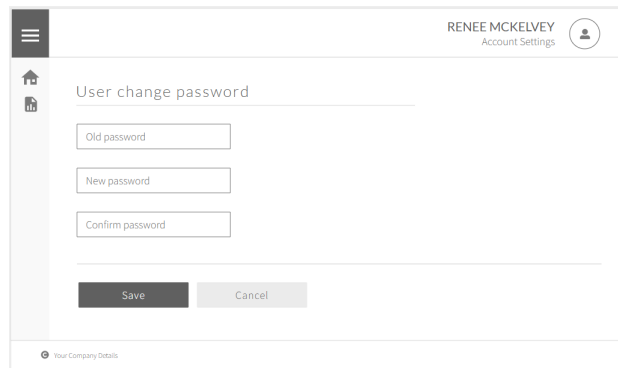 RENEE MCKELVEY
Account Settings
User change password
Old password
New password
Confirm password
Save
Cancel
Your Company Details